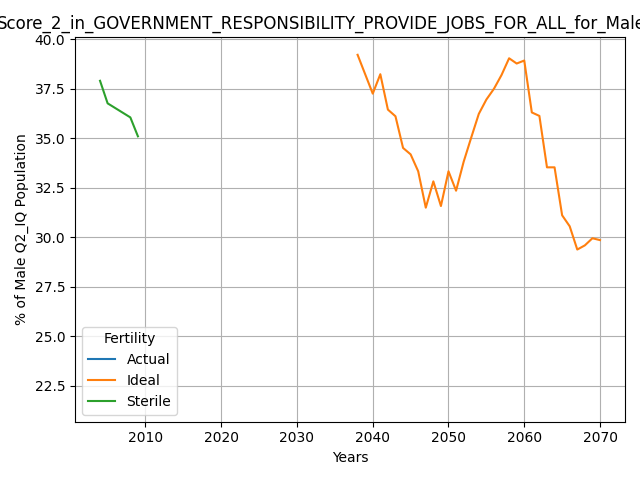 Score_2_in_GOVERNMENT_RESPONSIBILITY_PROVIDE_JOBS_FOR_ALL_for_Male
40.0
37.5
35.0
32.5
30.0
27.5
25.0
22.5
% of Male Q2_IQ Population
Fertility
Actual
Ideal
Sterile
2010 2020 2030 2040 2050 2060 2070
Years